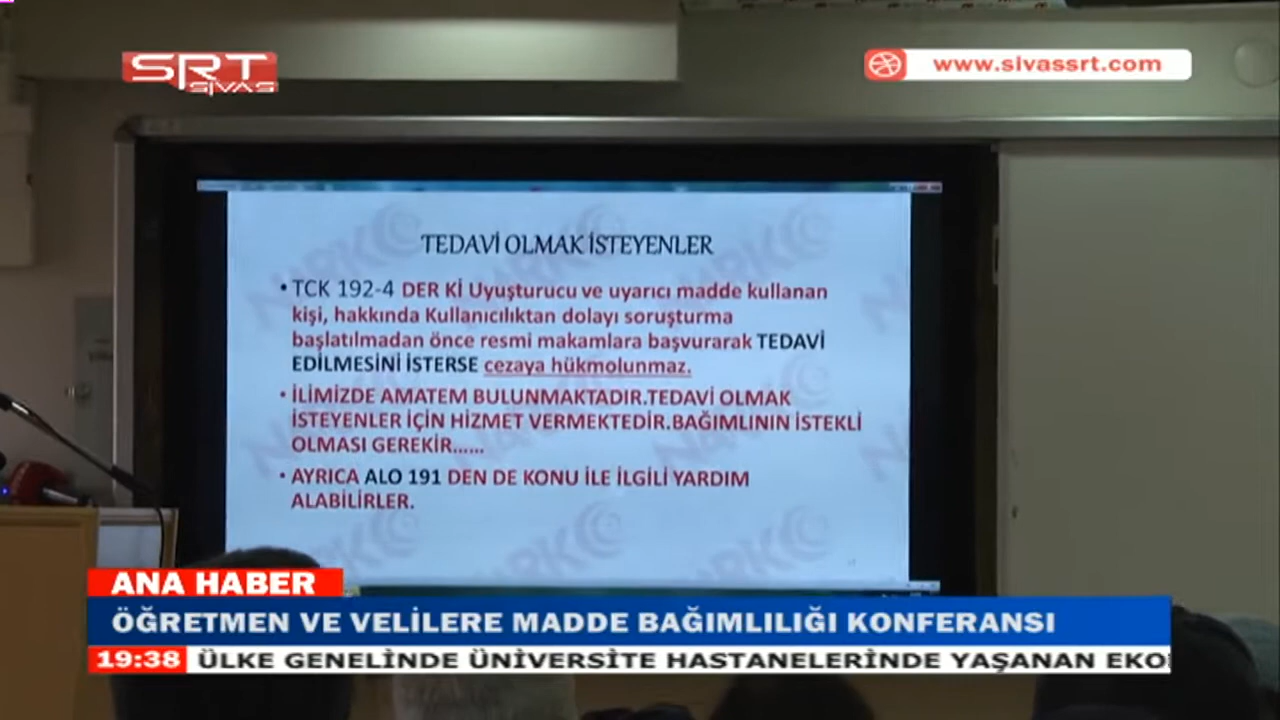 SRT
SİVAS
www.sivassrt.com
TEDAVİ OLMAK İSTEYENLER
• TCK 192-4 DER Kİ Uyuşturucu ve uyarıcı madde kullanan
kişi, hakkında Kullanıcılıktan dolayı soruşturma
başlatılmadan önce resmi makamlara başvurarak TEDAVİ
EDİLMESİNİ İSTERSE cezaya hükmolunmaz.
• İLİMİZDE AMATEM BULUNMAKTADIR.TEDAVİ OLMAK
İSTEYENLER İÇİN HİZMET VERMEKTEDİR.BAĞIMLININ İSTEKLİ
OLMASI GEREKİR......
• AYRICA ALO 191 DEN DE KONU İLE İLGİLİ YARDIM
ALABİLİRLER.
ANA HABER
ÖĞRETMEN VE VELİLERE MADDE BAĞIMLILIĞI KONFERANSI
19:38 ÜLKE GENELİNDE ÜNİVERSİTE HASTANELERİNDE YAŞANAN EKO